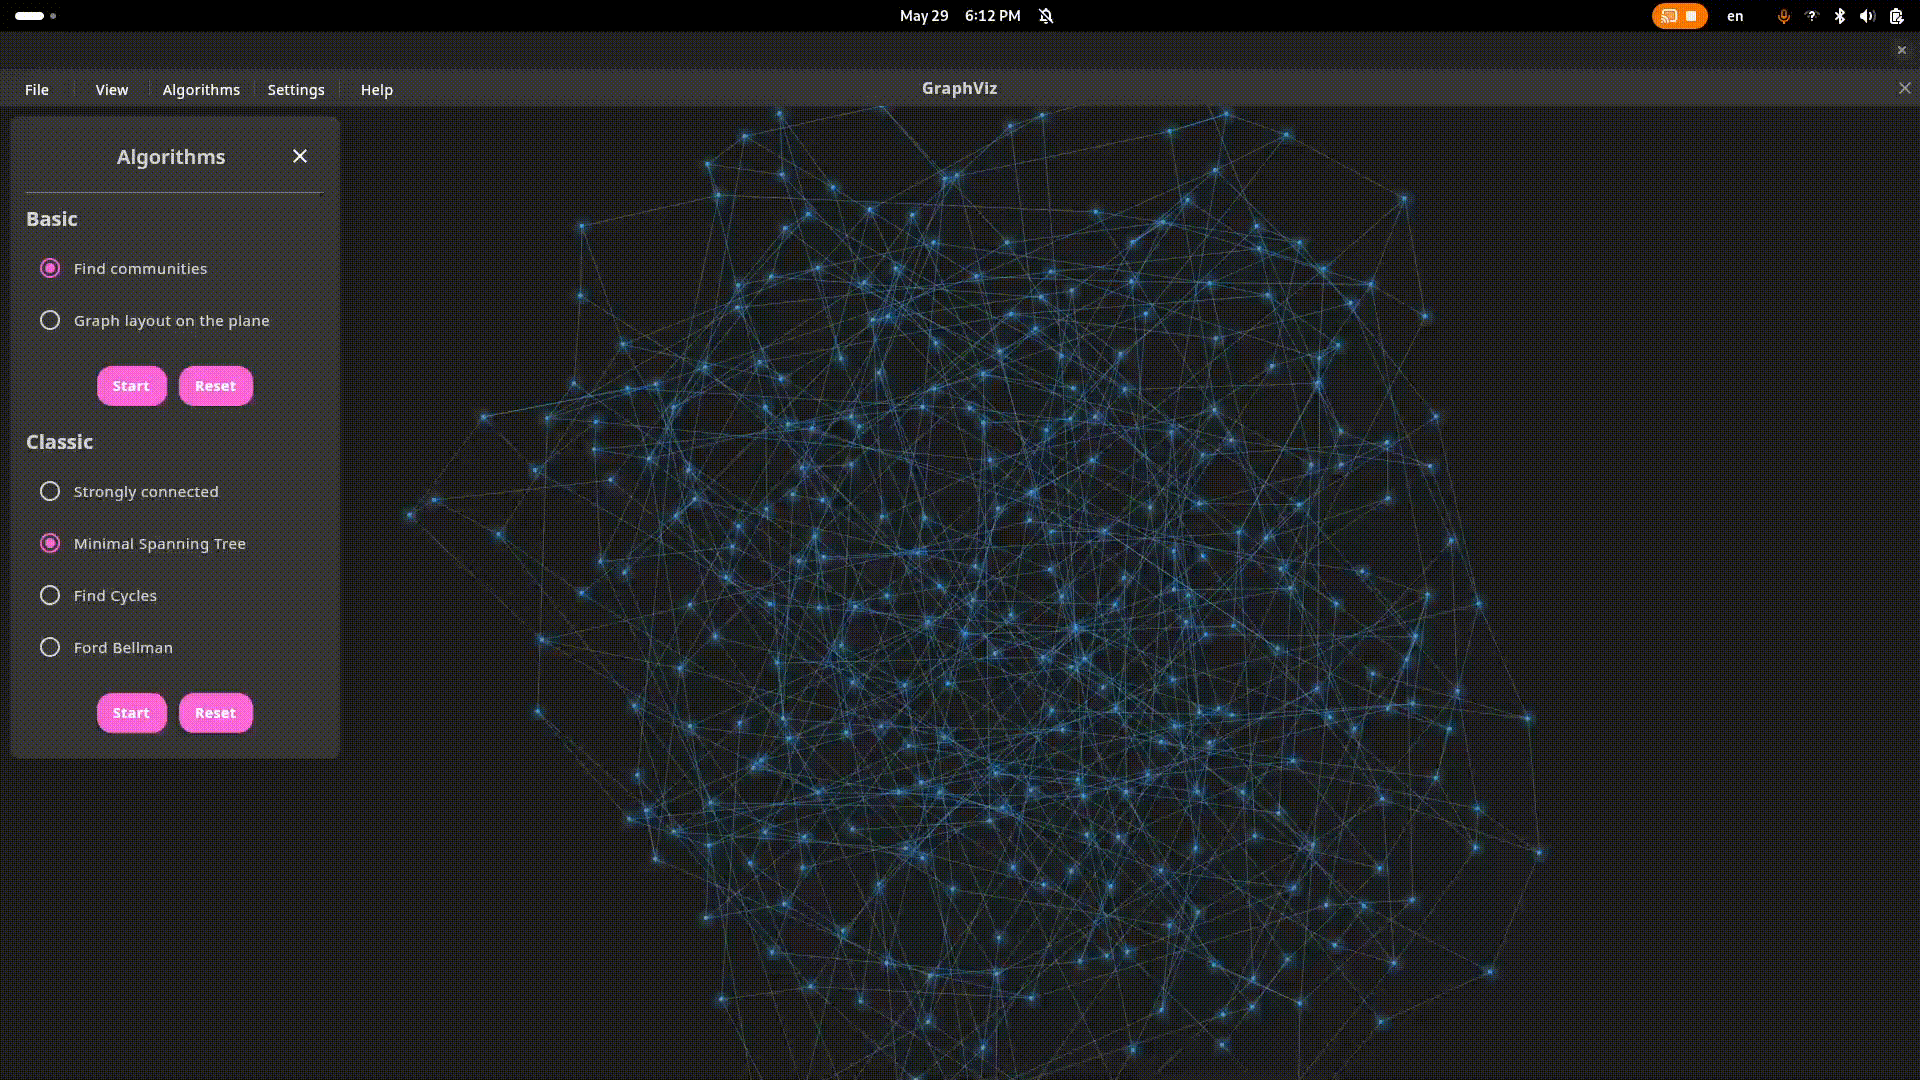 May 29 6:12 PM
en
File View Algorithms Settings Help
GraphViz
Algorithms
Basic
Find communities
Graph layout on the plane
Start Reset
Classic
Strongly connected
Minimal Spanning Tree
Find Cycles
Ford Bellman
Start Reset